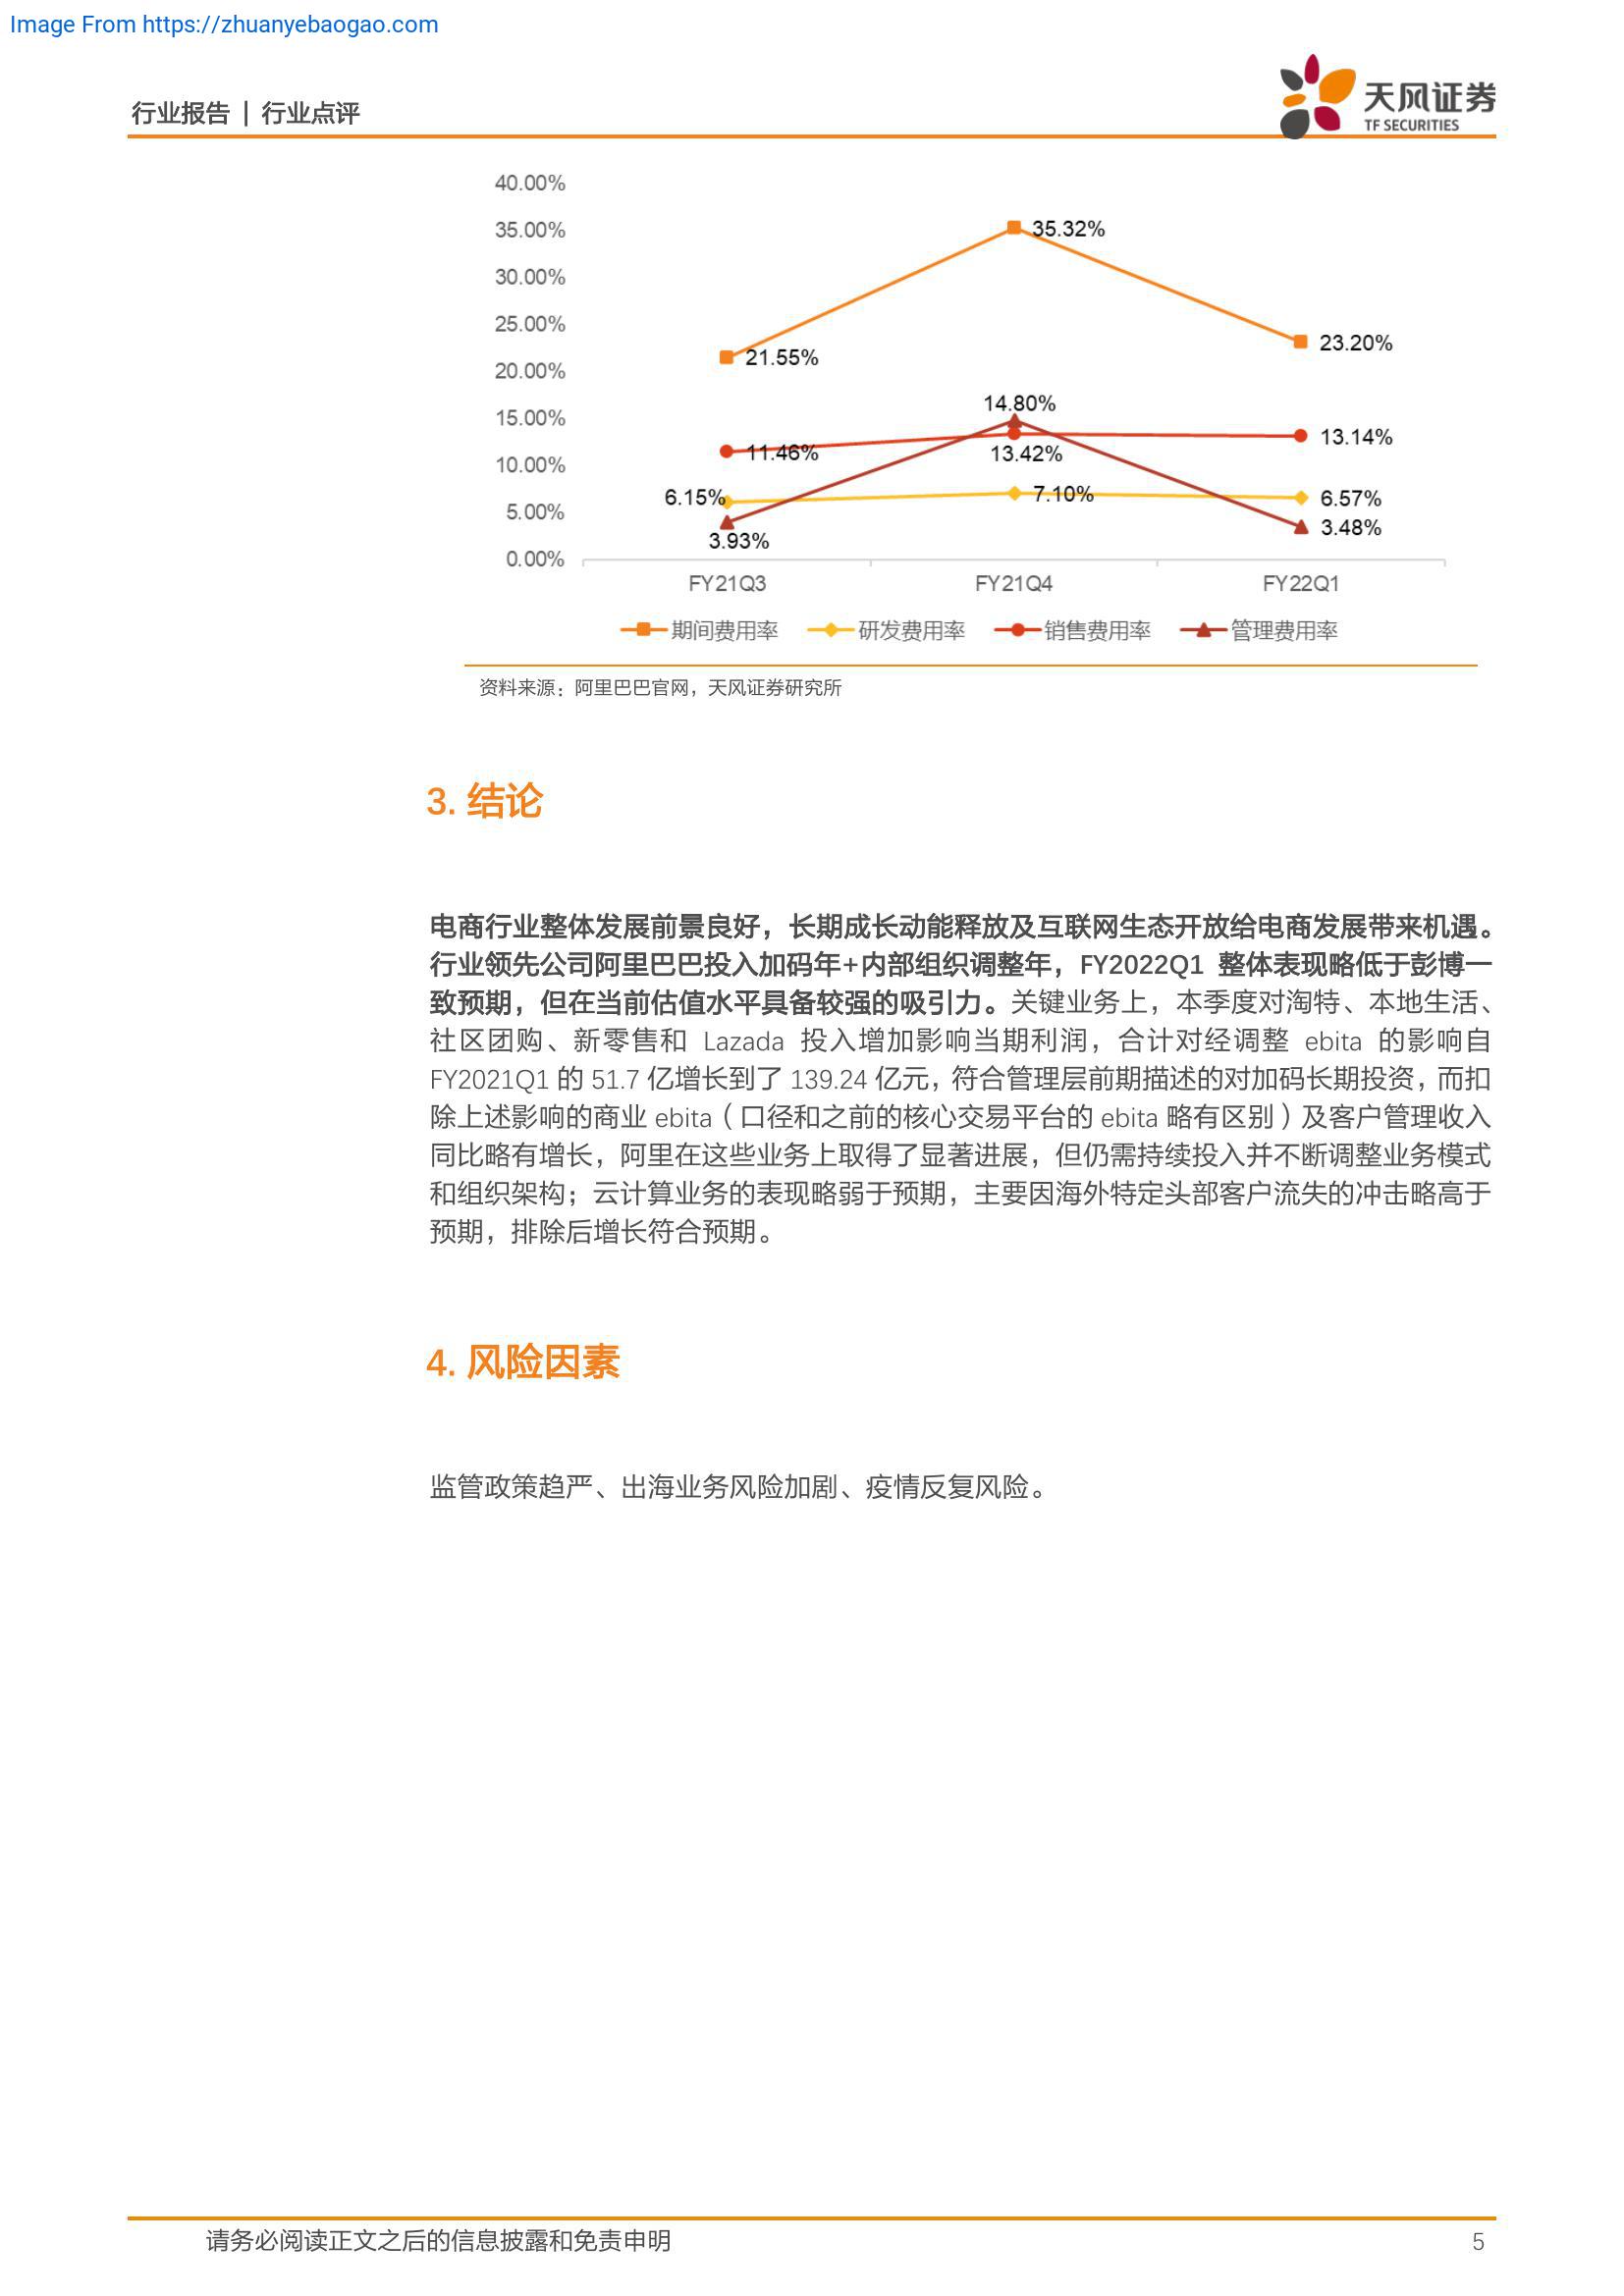 Image From https://zhuanyebaogao.com
行业报告 | 行业点评
天风证券
TF SECURITIES
40.00%
35.00%
30.00%
25.00%
20.00%
15.00%
10.00%
5.00%
0.00%
35.32%
21.55%
23.20%
14.80%
11.46%
13.42%
13.14%
6.15%
7.10%
6.57%
3.93%
3.48%
FY21Q3 FY21Q4 FY22Q1
期间费用率 研发费用率 销售费用率 管理费用率
资料来源：阿里巴巴官网，天风证券研究所
3. 结论
电商行业整体发展前景良好，长期成长动能释放及互联网生态开放给电商发展带来机遇。
行业领先公司阿里巴巴投入加码年+内部组织调整年，FY2022Q1 整体表现略低于彭博一
致预期，但在当前估值水平具备较强的吸引力。关键业务上，本季度对淘特、本地生活、
社区团购、新零售和 Lazada 投入增加影响当期利润，合计对经调整 ebita 的影响自
FY2021Q1 的 51.7 亿增长到了 139.24 亿元，符合管理层前期描述的对加码长期投资，而扣
除上述影响的商业 ebita（口径和之前的核心交易平台的 ebita 略有区别）及客户管理收入
同比略有增长，阿里在这些业务上取得了显著进展，但仍需持续投入并不断调整业务模式
和组织架构；云计算业务的表现略弱于预期，主要因海外特定头部客户流失的冲击略高于
预期，排除后增长符合预期。
4. 风险因素
监管政策趋严、出海业务风险加剧、疫情反复风险。
请务必阅读正文之后的信息披露和免责申明
5